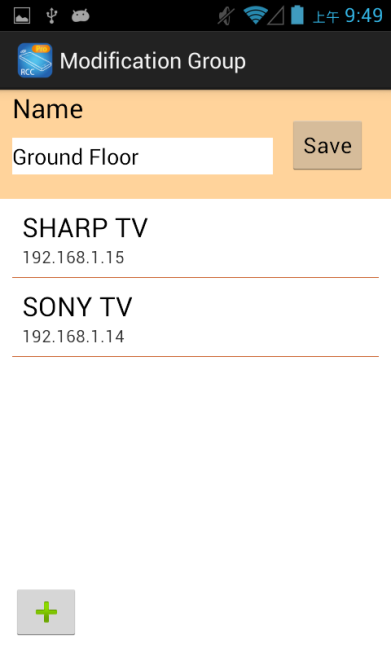 上午 9:49
Pro
RCC
Modification Group
Name
Ground Floor
Save
SHARP TV
192.168.1.15
SONY TV
192.168.1.14